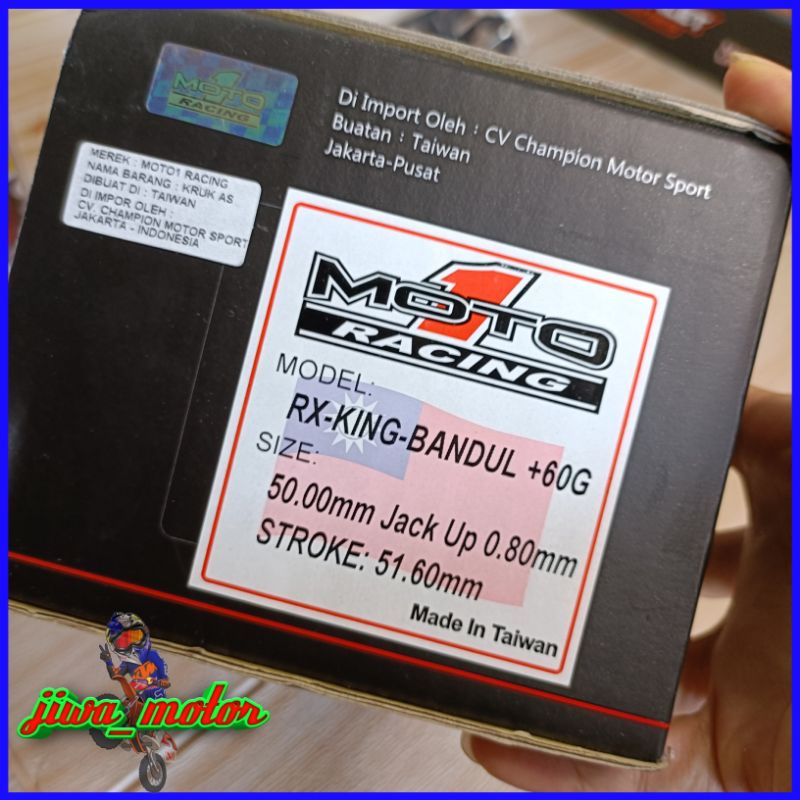 MOTO 1
RACING
Di Import Oleh : CV Champion Motor Sport
Buatan : Taiwan
Jakarta-Pusat
MEREK : MOTO1 RACING
NAMA BARANG : KRUK AS
DIBUAT DI : TAIWAN
DI IMPOR OLEH :
CV. CHAMPION MOTOR SPORT
JAKARTA - INDONESIA
MOTO 1
RACING
MODEL:
RX-KING-BANDUL +60G
SIZE:
50.00mm Jack Up 0.80mm
STROKE: 51.60mm
Made In Taiwan
jiwa_motor